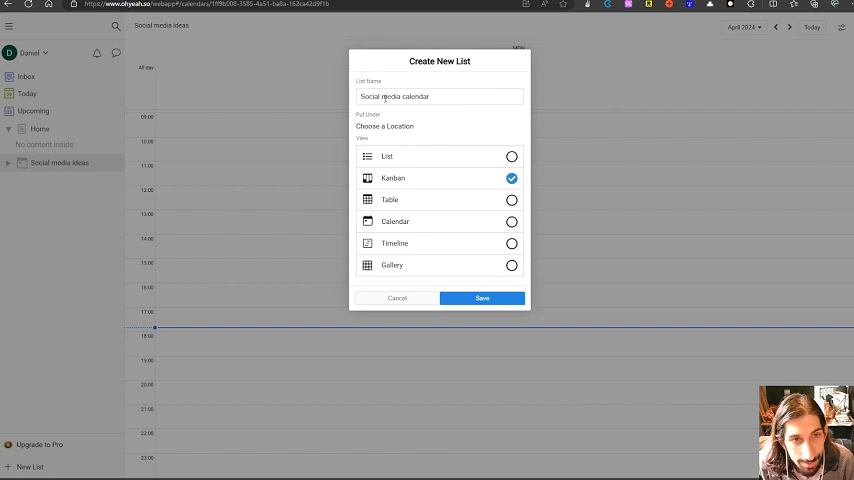 https://www.ohyeah.so/webapp#/calendars/1ff9b008-3585-4a51-ba8a-162ca42d9f1b
Social media ideas
April 2024
Today
D Daniel
MON
All day
Inbox
Today
Upcoming
Home
No content inside
Social media ideas
09:00
10:00
11:00
12:00
13:00
14:00
15:00
16:00
17:00
18:00
19:00
20:00
21:00
22:00
23:00
Create New List
List Name
Social media calendar
Put Under
Choose a Location
View
List
Kanban
Table
Calendar
Timeline
Gallery
Cancel
Save
Upgrade to Pro
+ New List